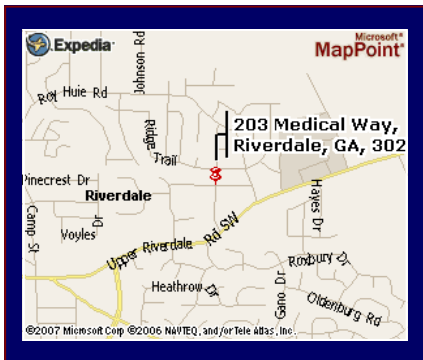 Expedia
Microsoft®
MapPoint®
Johnson Rd
Roy Huie Rd
Ridge Trail
203 Medical Way,
Riverdale, GA, 302
Pinecrest Dr
Riverdale
Camp St
Voyles Dr
Upper Riverdale Rd SW
Hayes Dr
Roxbury Dr
Heathrow Dr
Gano Dr
Oldenburg Rd
©2007 Microsoft Corp ©2006 NAVTEQ, and/or Tele Atlas, Inc.